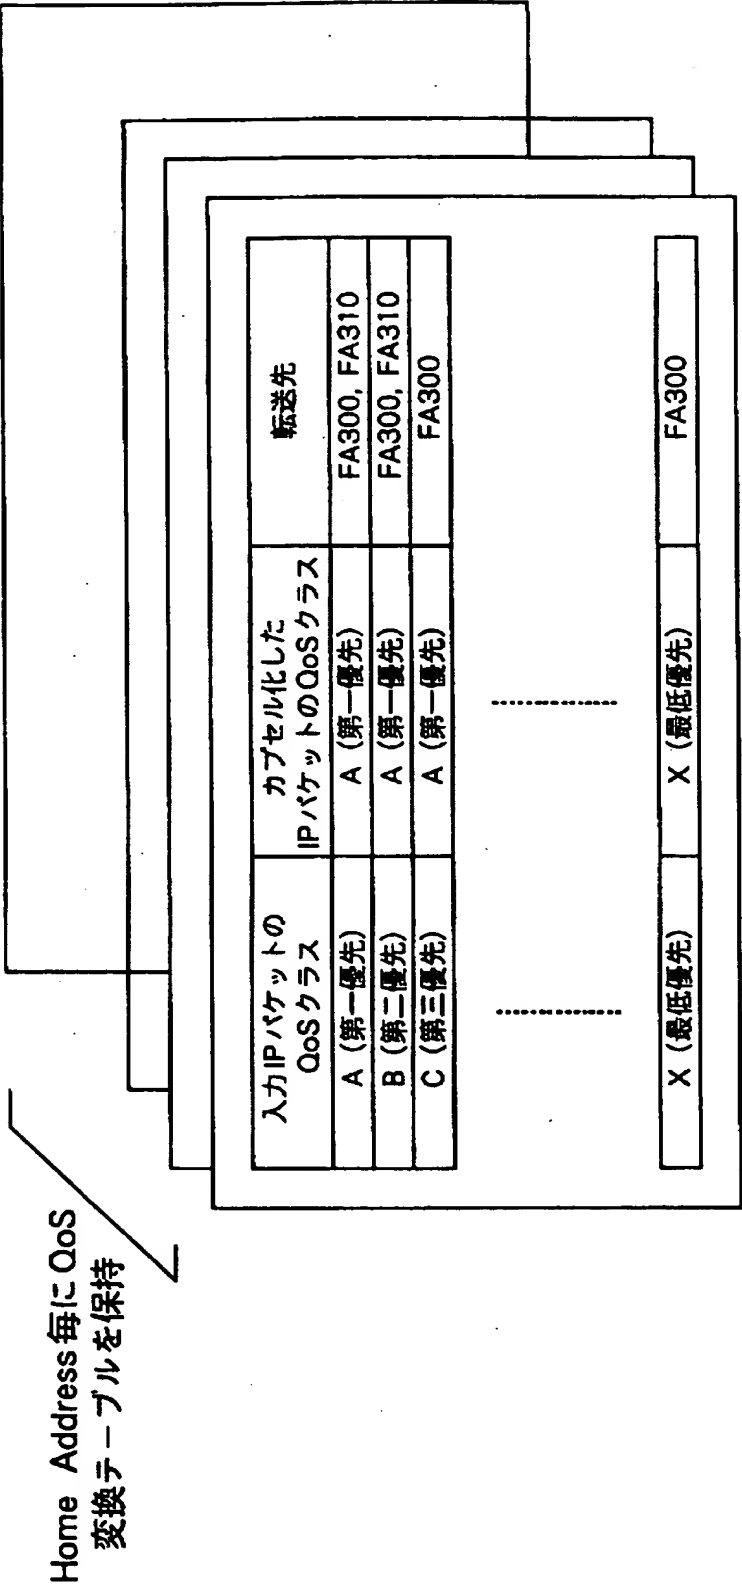 Home Address毎にQoS
変換テーブルを保持
入力IPパケットの
QoSクラス
カプセル化した
IPパケットのQoSクラス
転送先
A (第一優先)
A (第一優先)
FA300, FA310
B (第二優先)
A (第一優先)
FA300, FA310
C (第三優先)
A (第一優先)
FA300
X (最低優先)
X (最低優先)
FA300